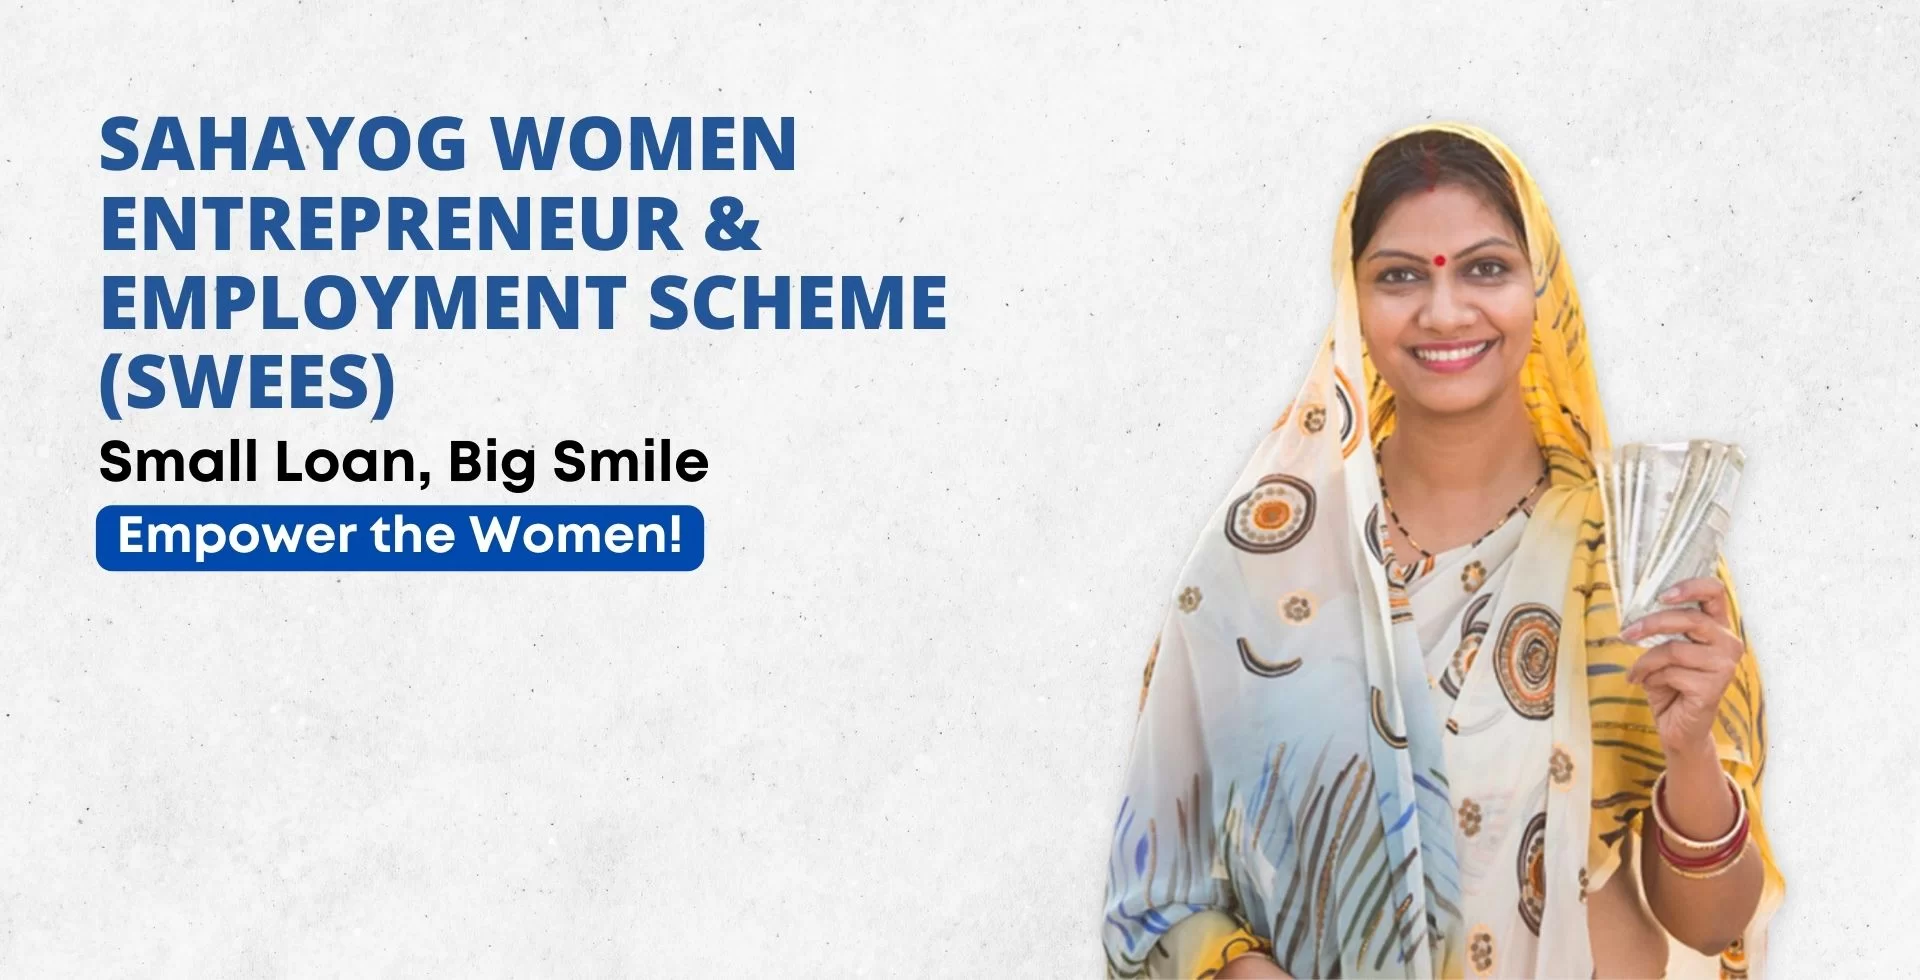 SAHAYOG WOMEN
ENTREPRENEUR &
EMPLOYMENT SCHEME
(SWEES)
Small Loan, Big Smile
Empower the Women!